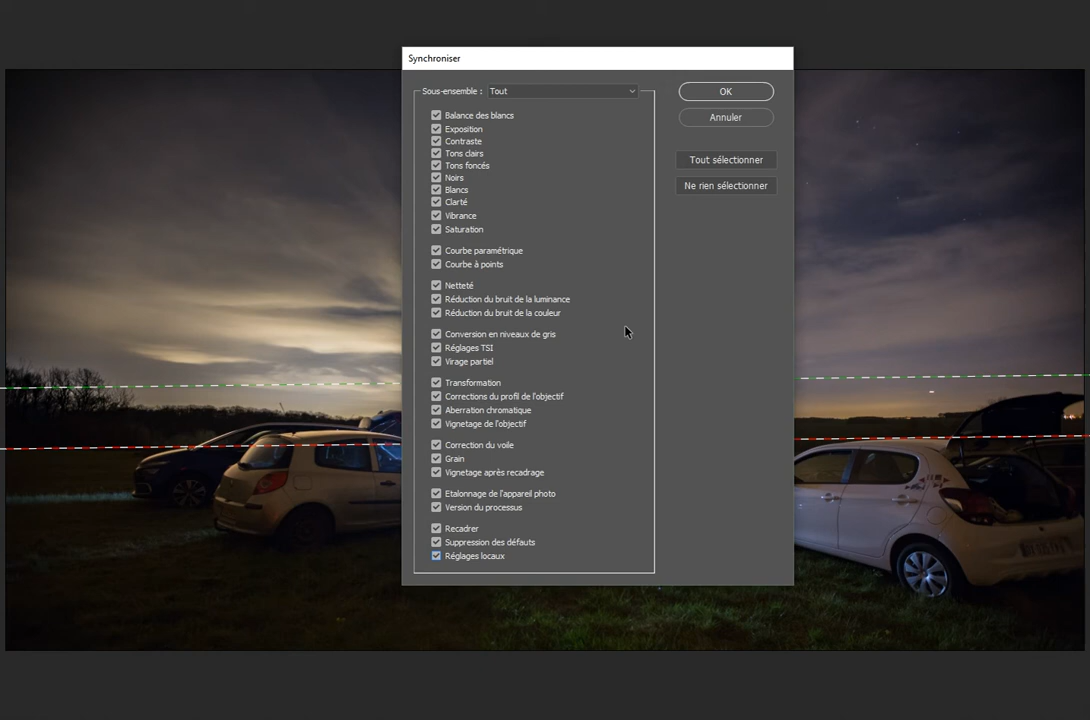 Synchroniser
Sous-ensemble : Tout
OK
Annuler
Tout sélectionner
Ne rien sélectionner
Balance des blancs
Exposition
Contraste
Tons clairs
Tons foncés
Noirs
Blancs
Clarté
Vibrance
Saturation
Courbe paramétrique
Courbe à points
Netteté
Réduction du bruit de la luminance
Réduction du bruit de la couleur
Conversion en niveaux de gris
Réglages TSI
Virage partiel
Transformation
Corrections du profil de l'objectif
Aberration chromatique
Vignetage de l'objectif
Correction du voile
Grain
Vignetage après recadrage
Etalonnage de l'appareil photo
Version du processus
Recadrer
Suppression des défauts
Réglages locaux